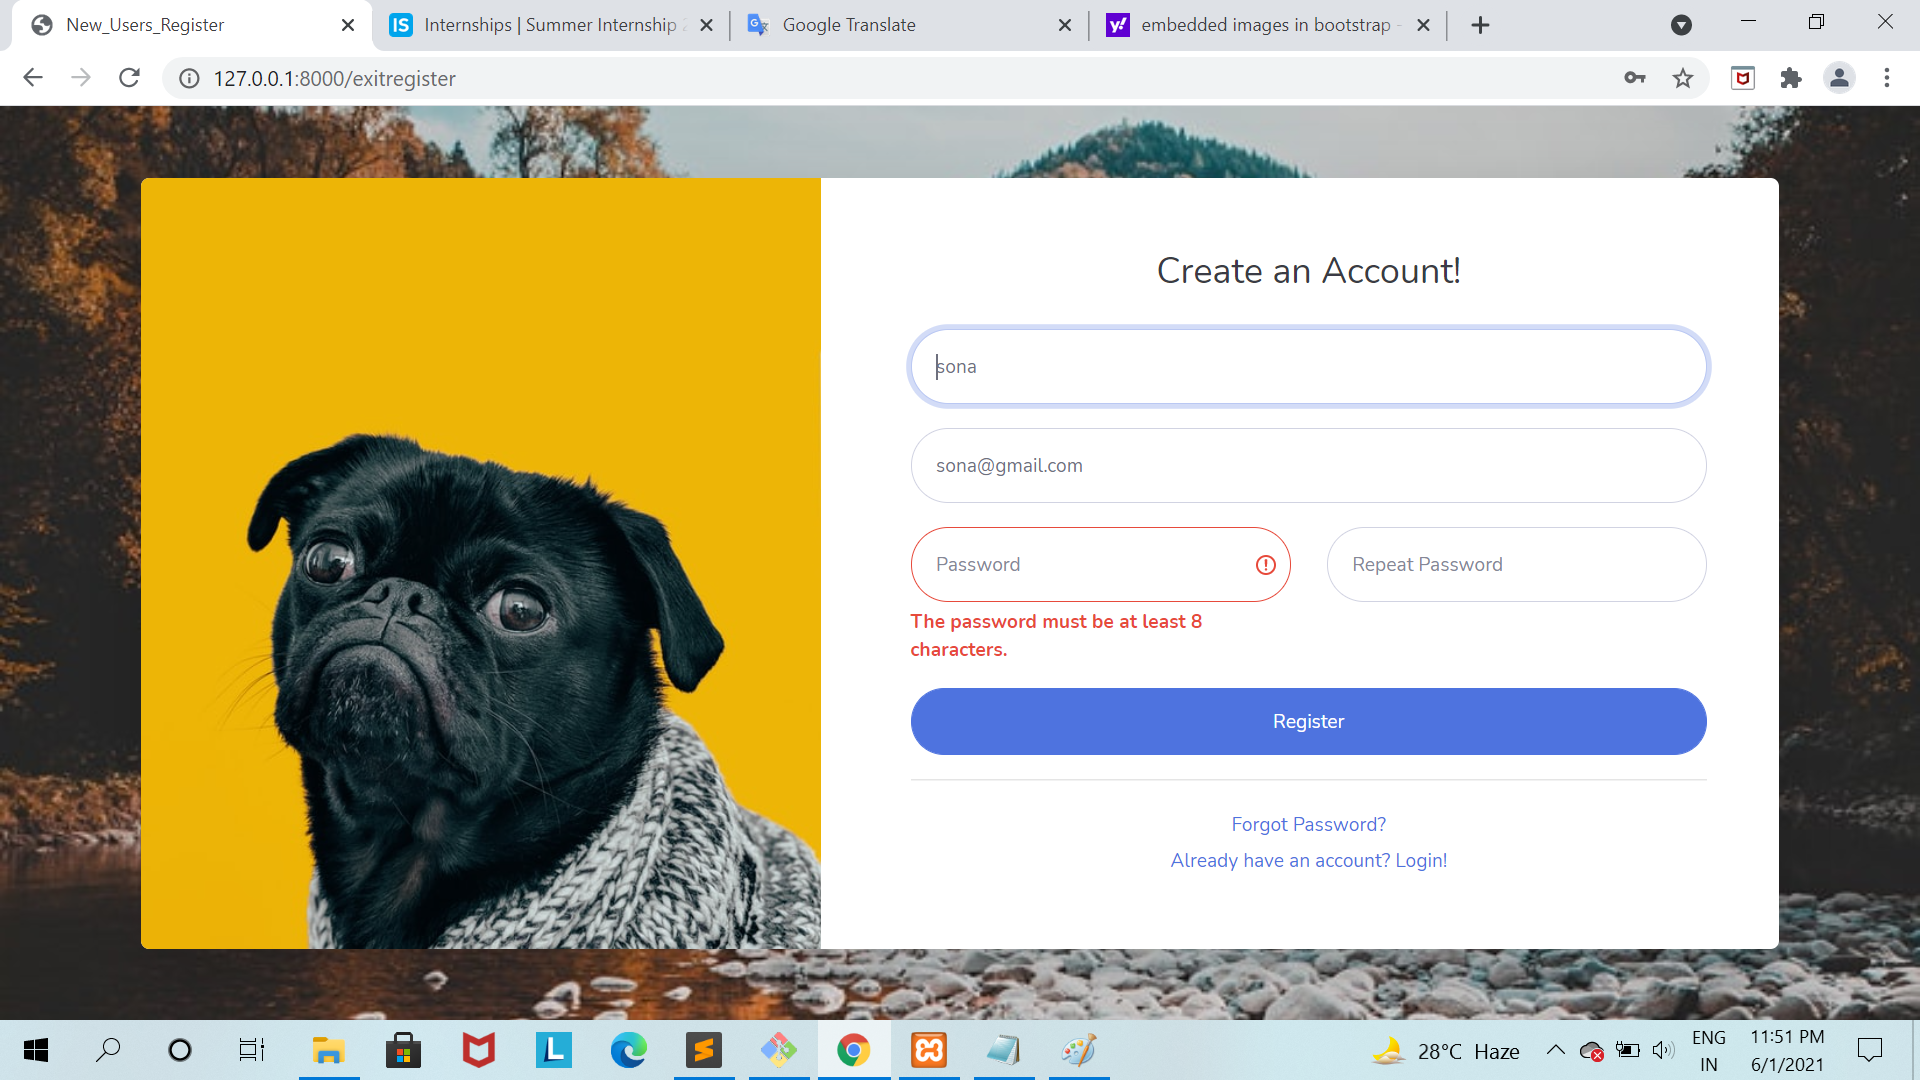 New_Users_Register
IS
Internships | Summer Internship
Google Translate
y!
embedded images in bootstrap -
127.0.0.1:8000/exitregister
Create an Account!
sona
sona@gmail.com
Password
Repeat Password
The password must be at least 8
characters.
Register
Forgot Password?
Already have an account? Login!
L
28°C Haze
ENG
IN
11:51 PM
6/1/2021